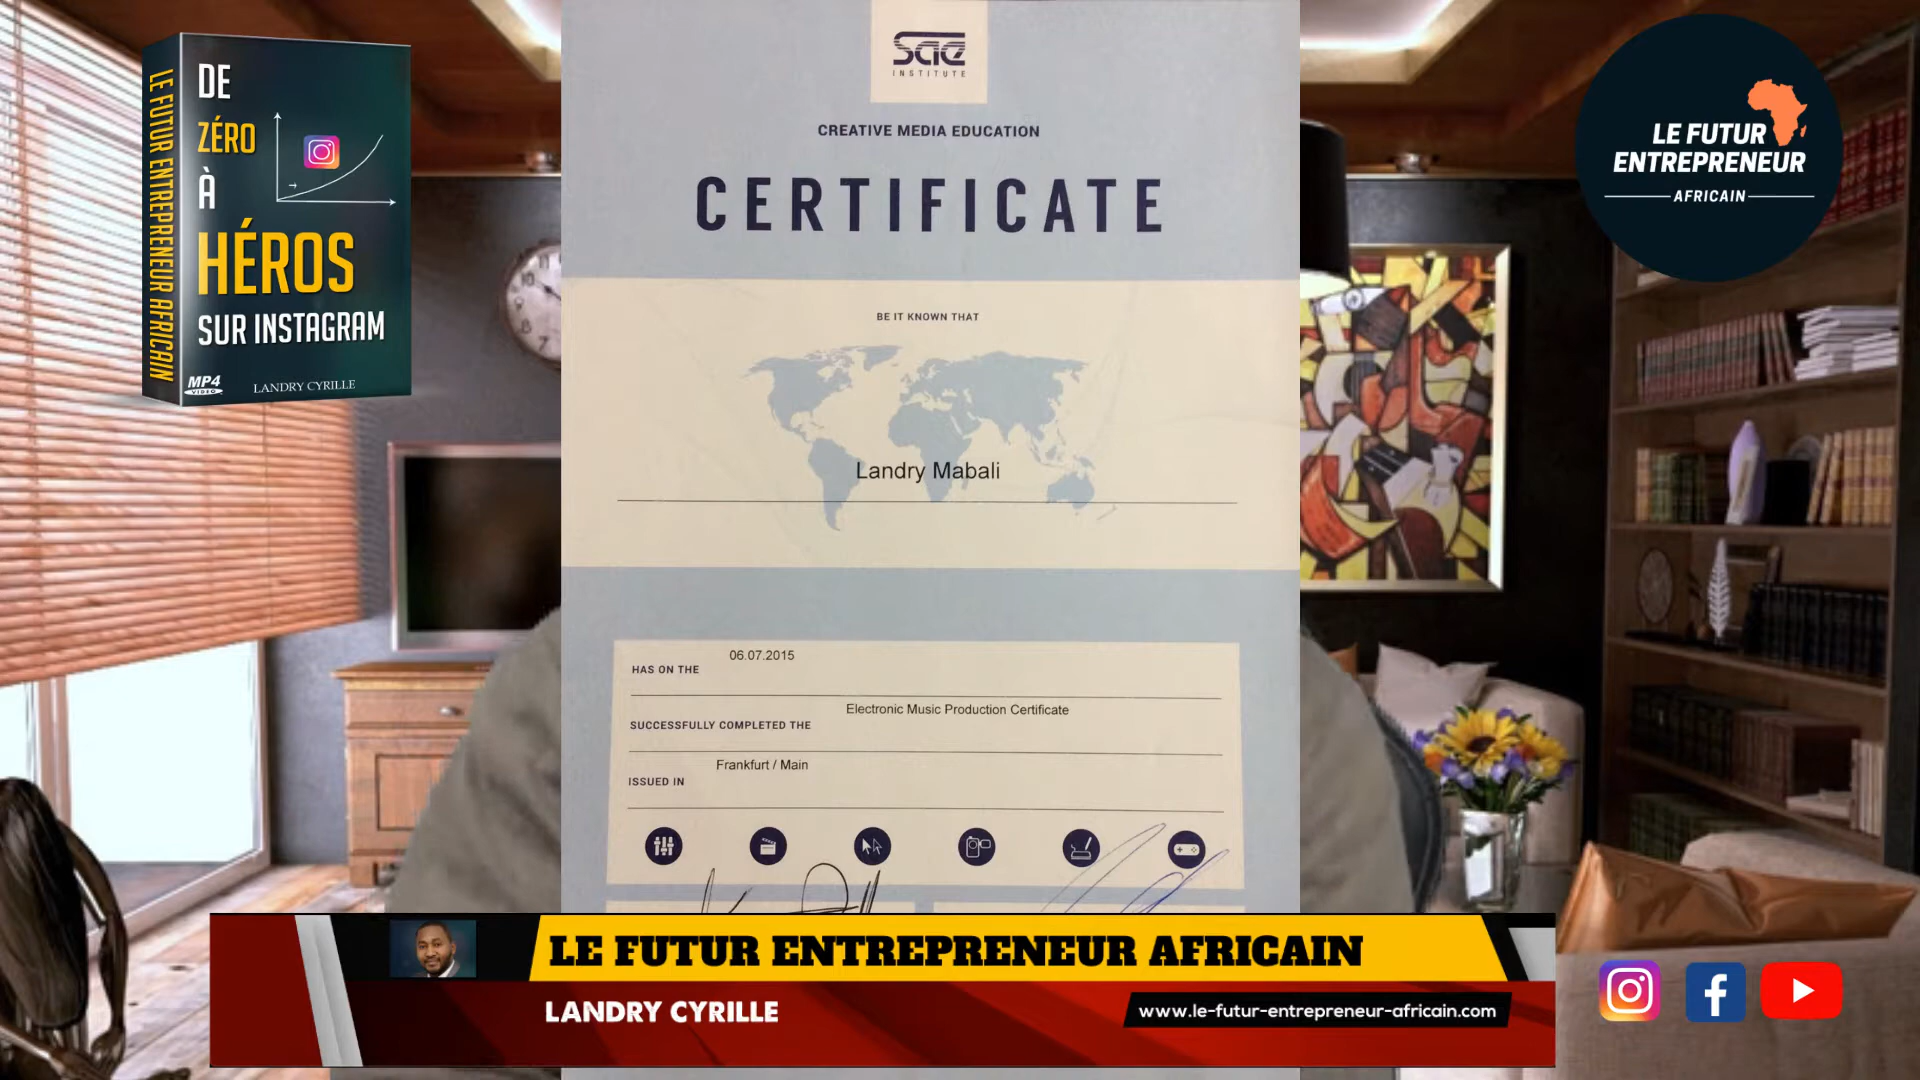 LE FUTUR ENTREPRENEUR AFRICAIN
DE
ZÉRO
À
HÉROS
SUR INSTAGRAM
MP4
VIDEO
LANDRY CYRILLE
sae
INSTITUTE
CREATIVE MEDIA EDUCATION
CERTIFICATE
BE IT KNOWN THAT
Landry Mabali
HAS ON THE 06.07.2015
SUCCESSFULLY COMPLETED THE Electronic Music Production Certificate
ISSUED IN Frankfurt / Main
LE FUTUR
ENTREPRENEUR
AFRICAIN
LE FUTUR ENTREPRENEUR AFRICAIN
LANDRY CYRILLE
www.le-futur-entrepreneur-africain.com